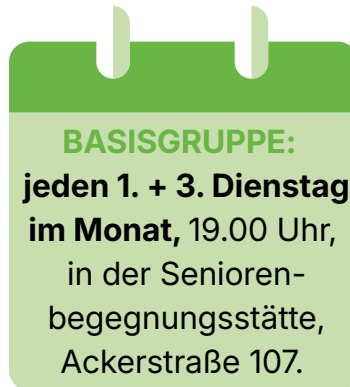 BASISGRUPPE:
jeden 1. + 3. Dienstag
im Monat, 19.00 Uhr,
in der Senioren-
begegnungsstätte,
Ackerstraße 107.